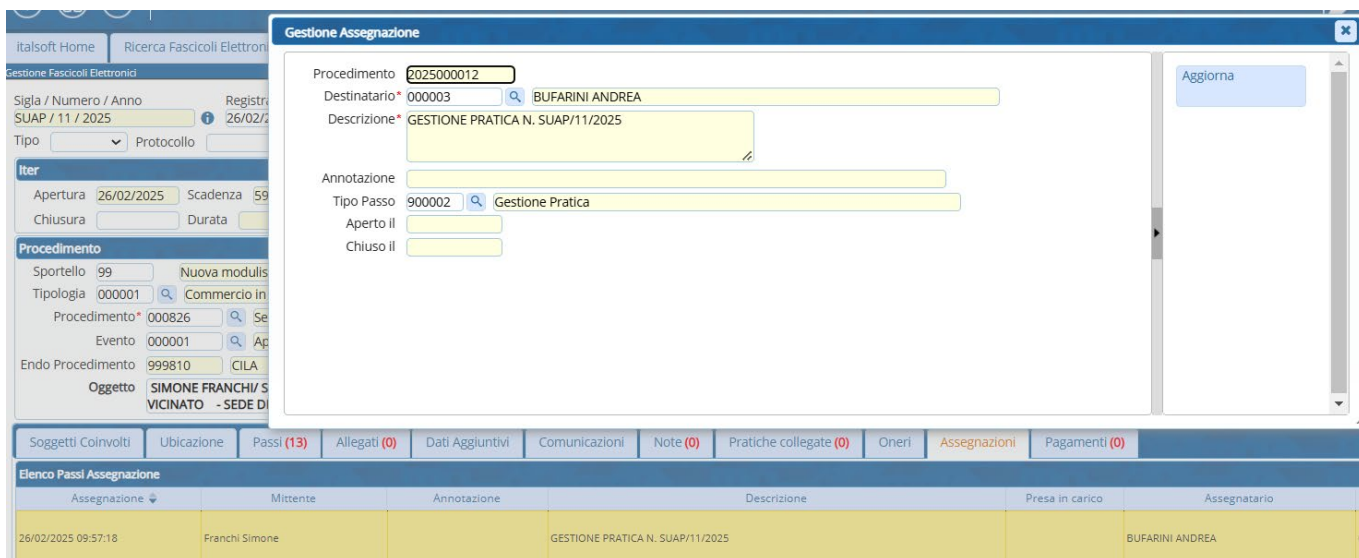 Gestione Assegnazione
italsoft Home Ricerca Fascicoli Elettroni
Gestione Fascicoli Elettronici
Sigla / Numero / Anno Registra
SUAP / 11 / 2025 26/02/2
Tipo Protocollo
Iter
Apertura 26/02/2025 Scadenza 59
Chiusura Durata
Procedimento
Sportello 99 Nuova modulis
Tipologia 000001 Commercio in
Procedimento* 000826 Se
Evento 000001 Ap
Endo Procedimento 999810 CILA
Oggetto SIMONE FRANCHI/ S
VICINATO - SEDE DI
Procedimento 2025000012
Destinatario* 000003 BUFARINI ANDREA
Descrizione* GESTIONE PRATICA N. SUAP/11/2025
Annotazione
Tipo Passo 900002 Gestione Pratica
Aperto il
Chiuso il
Aggiorna
Soggetti Coinvolti Ubicazione Passi (13) Allegati (0) Dati Aggiuntivi Comunicazioni Note (0) Pratiche collegate (0) Oneri Assegnazioni Pagamenti (0)
Elenco Passi Assegnazione
Assegnazione Mittente Annotazione Descrizione Presa in carico Assegnatario
26/02/2025 09:57:18 Franchi Simone GESTIONE PRATICA N. SUAP/11/2025 BUFARINI ANDREA